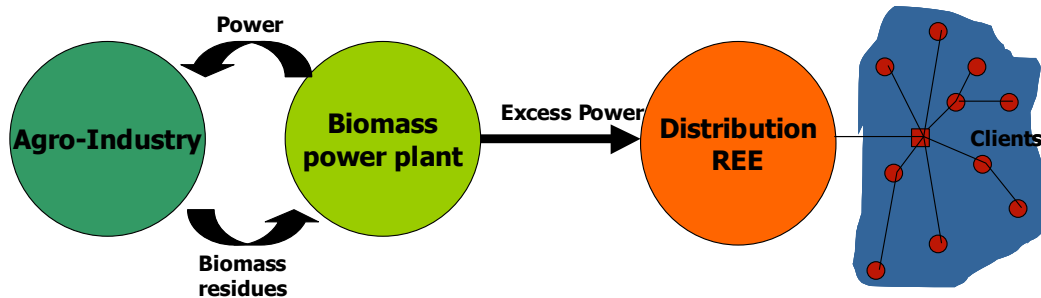 Power
Agro-Industry
Biomass
power plant
Excess Power
Distribution
REE
Clients
Biomass
residues